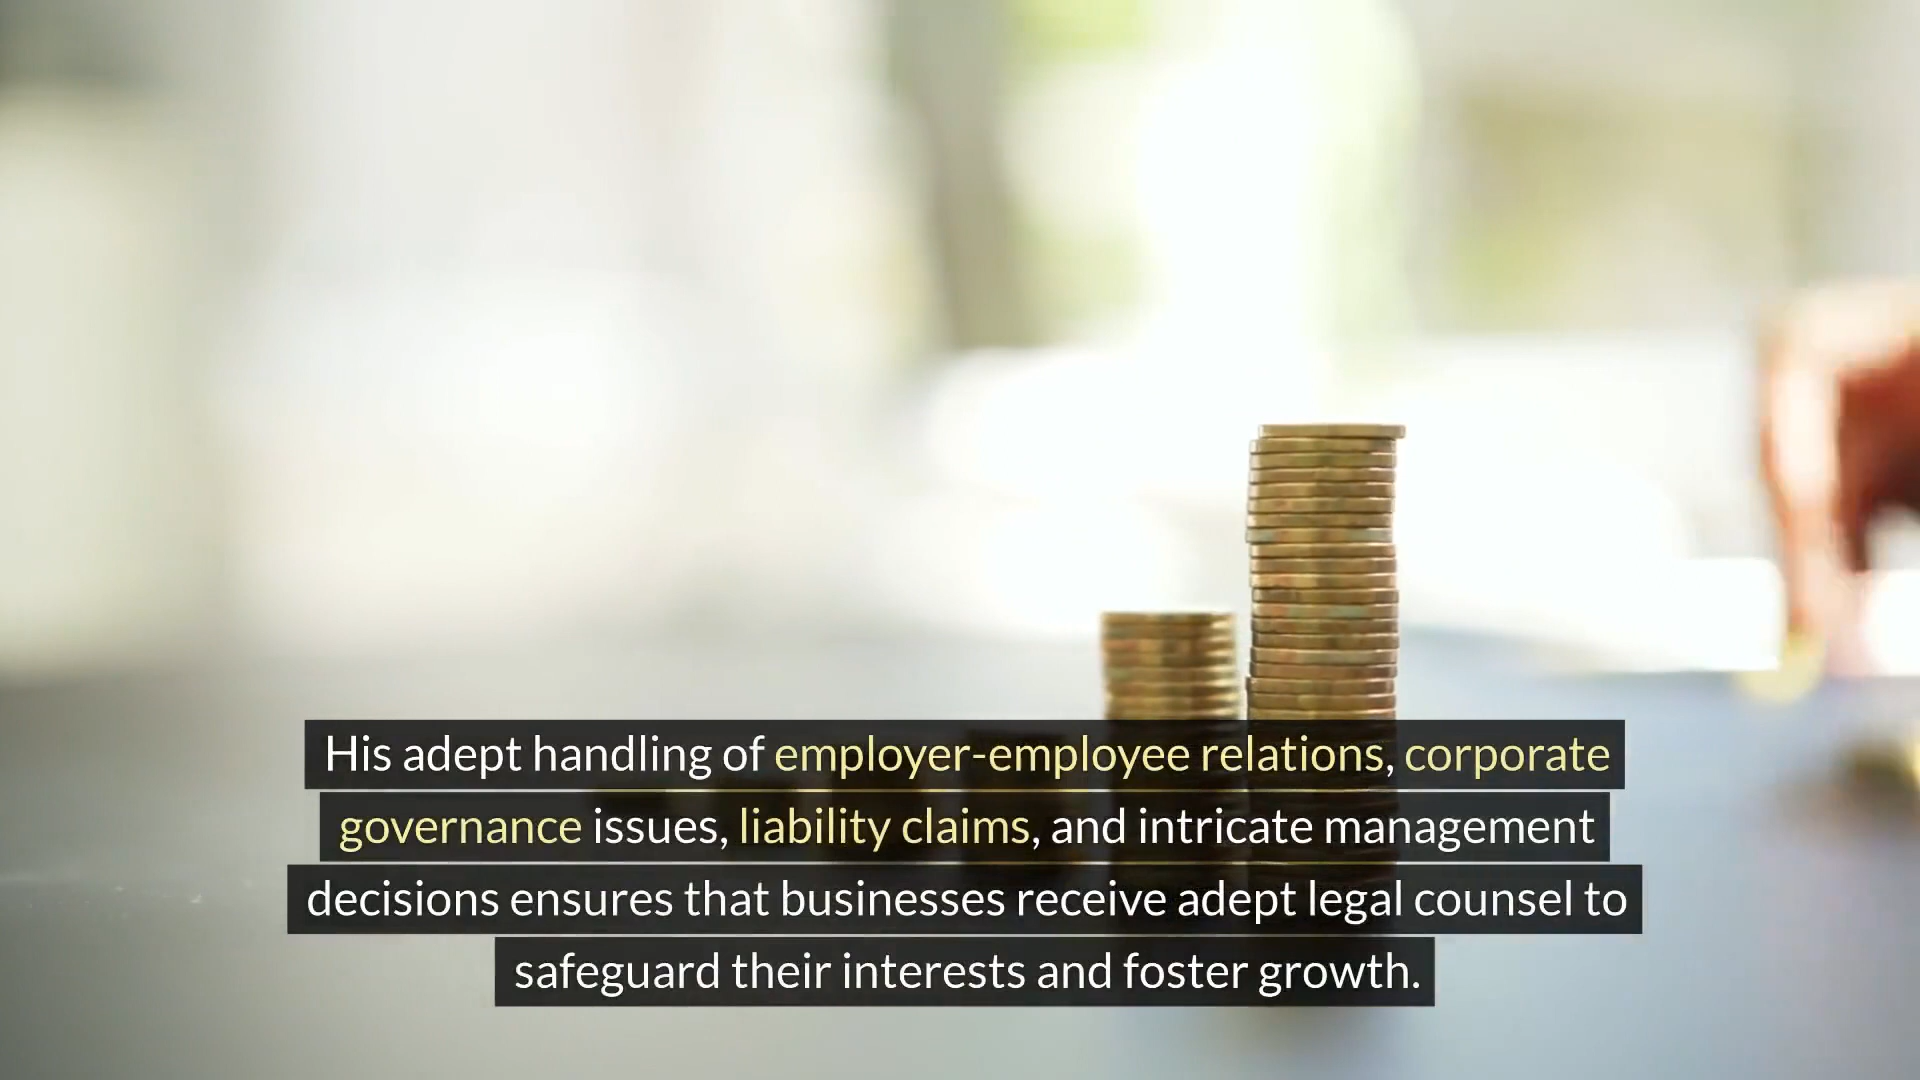 His adept handling of employer-employee relations, corporate
governance issues, liability claims, and intricate management
decisions ensures that businesses receive adept legal counsel to
safeguard their interests and foster growth.